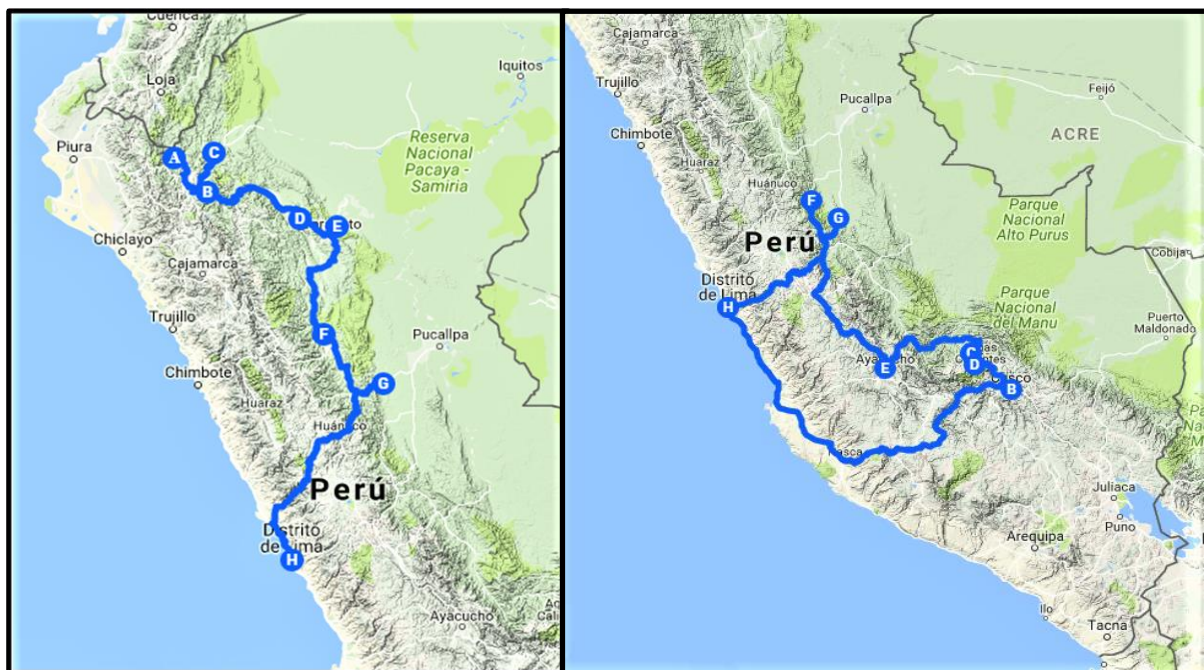 Cuenca
Loja
Iquitos
Piura
A
C
B
Reserva
Nacional
Pacaya -
Samiria
D
E
Chiclayo
Cajamarca
Trujillo
F
Pucallpa
Chimbote
G
Huaraz
Huánuco
Perú
Distrito
de Lima
H
Ayacucho
Cajamarca
Trujillo
Pucallpa
Feijó
Chimbote
ACRE
Huaraz
Huánuco
F
G
Parque
Nacional
Alto Purus
Perú
Cobija
Distrito
de Lima
H
Parque
Nacional
del Manu
Puerto
Maldonado
Ayacucho
C
E
D
B
Juliaca
Puno
Arequipa
Ilo
Tacna